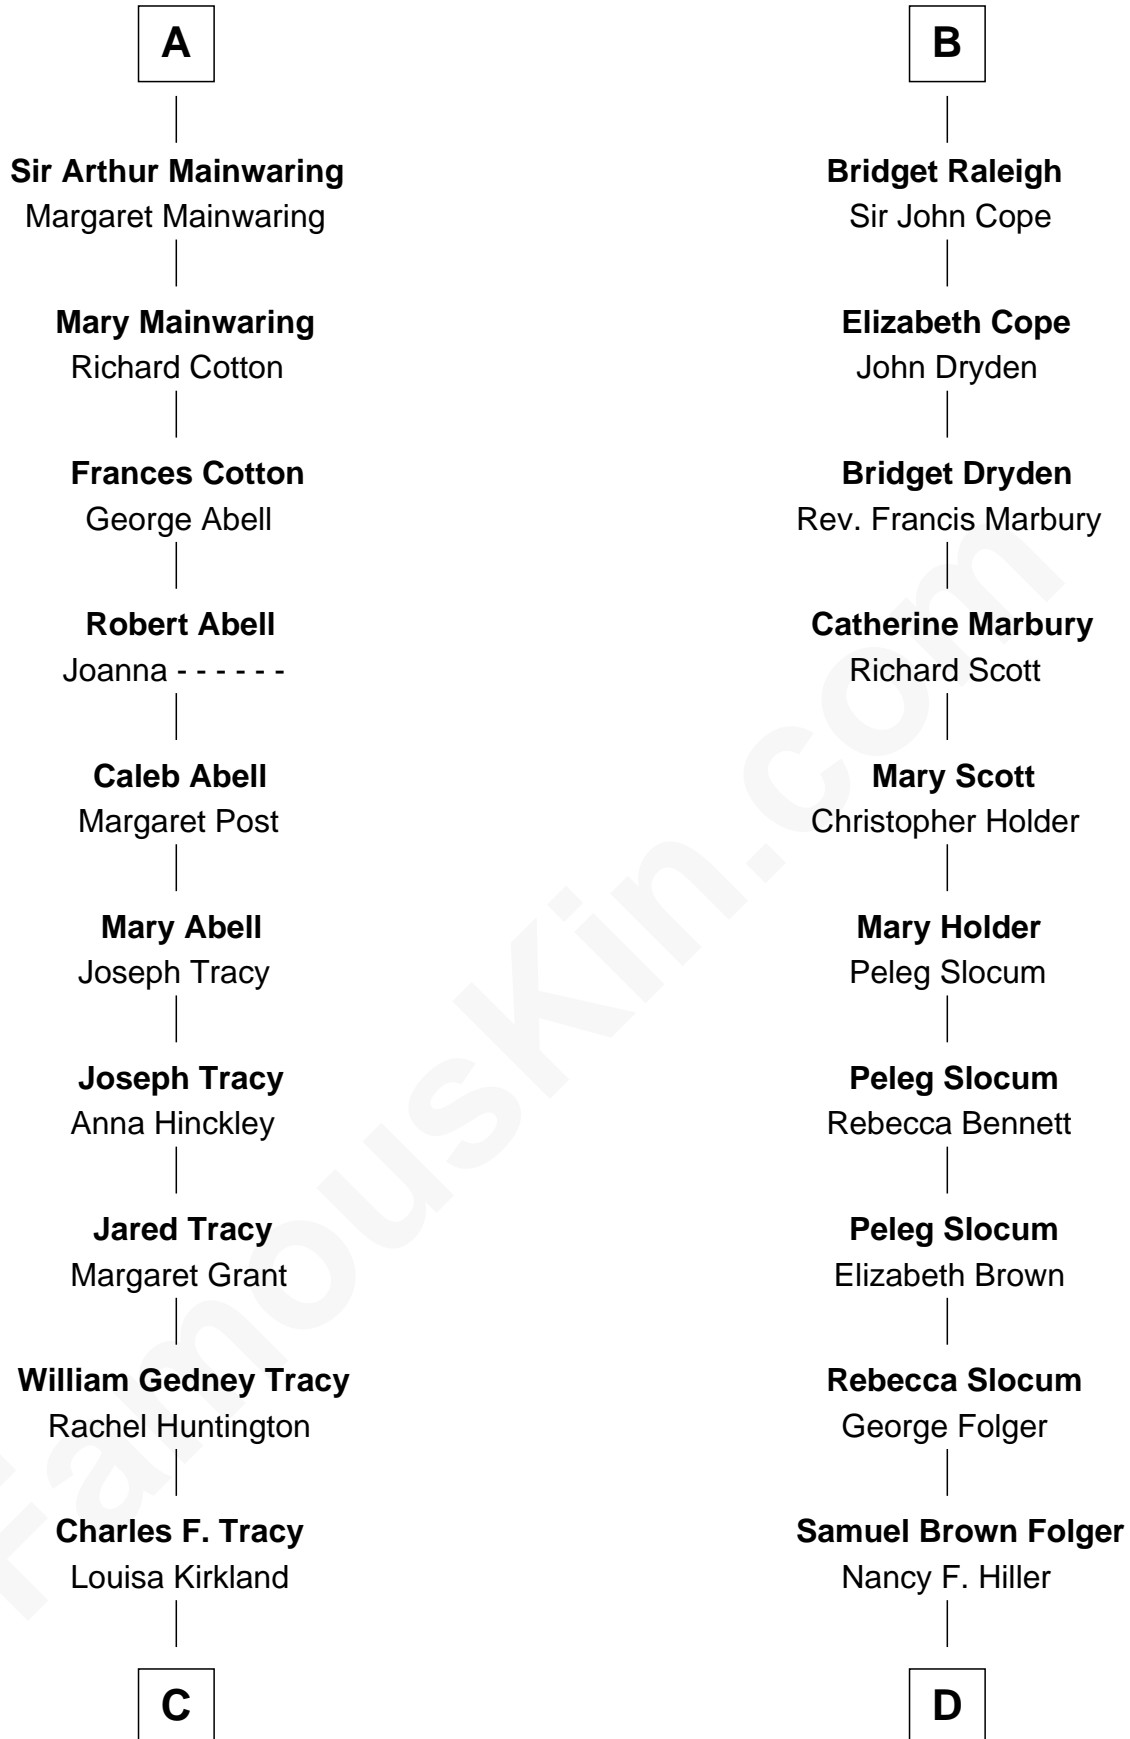 A
Sir Arthur Mainwaring
Margaret Mainwaring
Mary Mainwaring
Richard Cotton
Frances Cotton
George Abell
Robert Abell
Joanna - - - - - -
Caleb Abell
Margaret Post
Mary Abell
Joseph Tracy
Joseph Tracy
Anna Hinckley
Jared Tracy
Margaret Grant
William Gedney Tracy
Rachel Huntington
Charles F. Tracy
Louisa Kirkland
C
B
Bridget Raleigh
Sir John Cope
Elizabeth Cope
John Dryden
Bridget Dryden
Rev. Francis Marbury
Catherine Marbury
Richard Scott
Mary Scott
Christopher Holder
Mary Holder
Peleg Slocum
Peleg Slocum
Rebecca Bennett
Peleg Slocum
Elizabeth Brown
Rebecca Slocum
George Folger
Samuel Brown Folger
Nancy F. Hiller
D
FamousKin.com